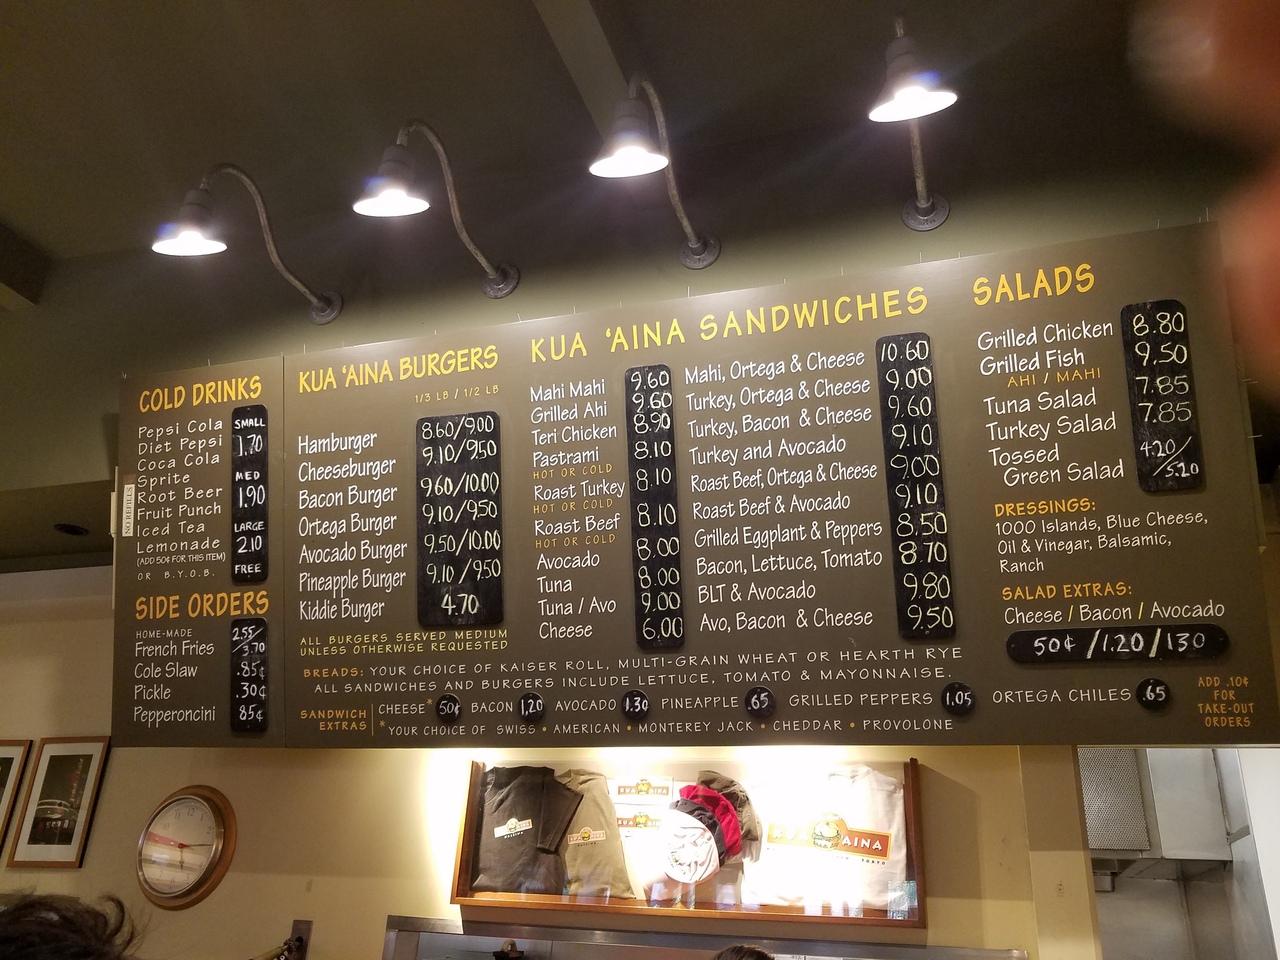 COLD DRINKS
Pepsi Cola
Diet Pepsi
Coca Cola
Sprite
Root Beer
Fruit Punch
Iced Tea
Lemonade
(ADD 50¢ FOR THIS ITEM)
OR B.Y.O.B.
SMALL
1.70
MED
1.90
LARGE
2.10
FREE
NO REFILLS
SIDE ORDERS
HOME-MADE
French Fries 2.55/3.70
Cole Slaw .85¢
Pickle .30¢
Pepperoncini 85¢
KUA 'AINA BURGERS
1/3 LB / 1/2 LB
Hamburger 8.60/9.00
Cheeseburger 9.10/9.50
Bacon Burger 9.60/10.00
Ortega Burger 9.10/9.50
Avocado Burger 9.50/10.00
Pineapple Burger 9.10/9.50
Kiddie Burger 4.70
ALL BURGERS SERVED MEDIUM
UNLESS OTHERWISE REQUESTED
KUA 'AINA SANDWICHES
Mahi Mahi 9.60
Grilled Ahi 9.60
Teri Chicken 8.90
Pastrami 8.10
HOT OR COLD
Roast Turkey 8.10
HOT OR COLD
Roast Beef 8.10
HOT OR COLD
Avocado 8.00
Tuna 8.00
Tuna / Avo 9.00
Cheese 6.00
Mahi, Ortega & Cheese 10.60
Turkey, Ortega & Cheese 9.00
Turkey, Bacon & Cheese 9.60
Turkey and Avocado 9.10
Roast Beef, Ortega & Cheese 9.00
Roast Beef & Avocado 9.10
Grilled Eggplant & Peppers 8.50
Bacon, Lettuce, Tomato 8.70
BLT & Avocado 9.80
Avo, Bacon & Cheese 9.50
BREADS: YOUR CHOICE OF KAISER ROLL, MULTI-GRAIN WHEAT OR HEARTH RYE
ALL SANDWICHES AND BURGERS INCLUDE LETTUCE, TOMATO & MAYONNAISE.
SANDWICH
EXTRAS
CHEESE* 50¢ BACON 1.20 AVOCADO 1.30 PINEAPPLE .65 GRILLED PEPPERS 1.05 ORTEGA CHILES .65
*YOUR CHOICE OF SWISS • AMERICAN • MONTEREY JACK • CHEDDAR • PROVOLONE
SALADS
Grilled Chicken 8.80
Grilled Fish 9.50
AHI / MAHI
Tuna Salad 7.85
Turkey Salad 7.85
Tossed
Green Salad 4.20/5.20
DRESSINGS:
1000 Islands, Blue Cheese,
Oil & Vinegar, Balsamic,
Ranch
SALAD EXTRAS:
Cheese / Bacon / Avocado
50¢ /1.20 /130
ADD .10¢
FOR
TAKE-OUT
ORDERS
KUA AINA
AINA